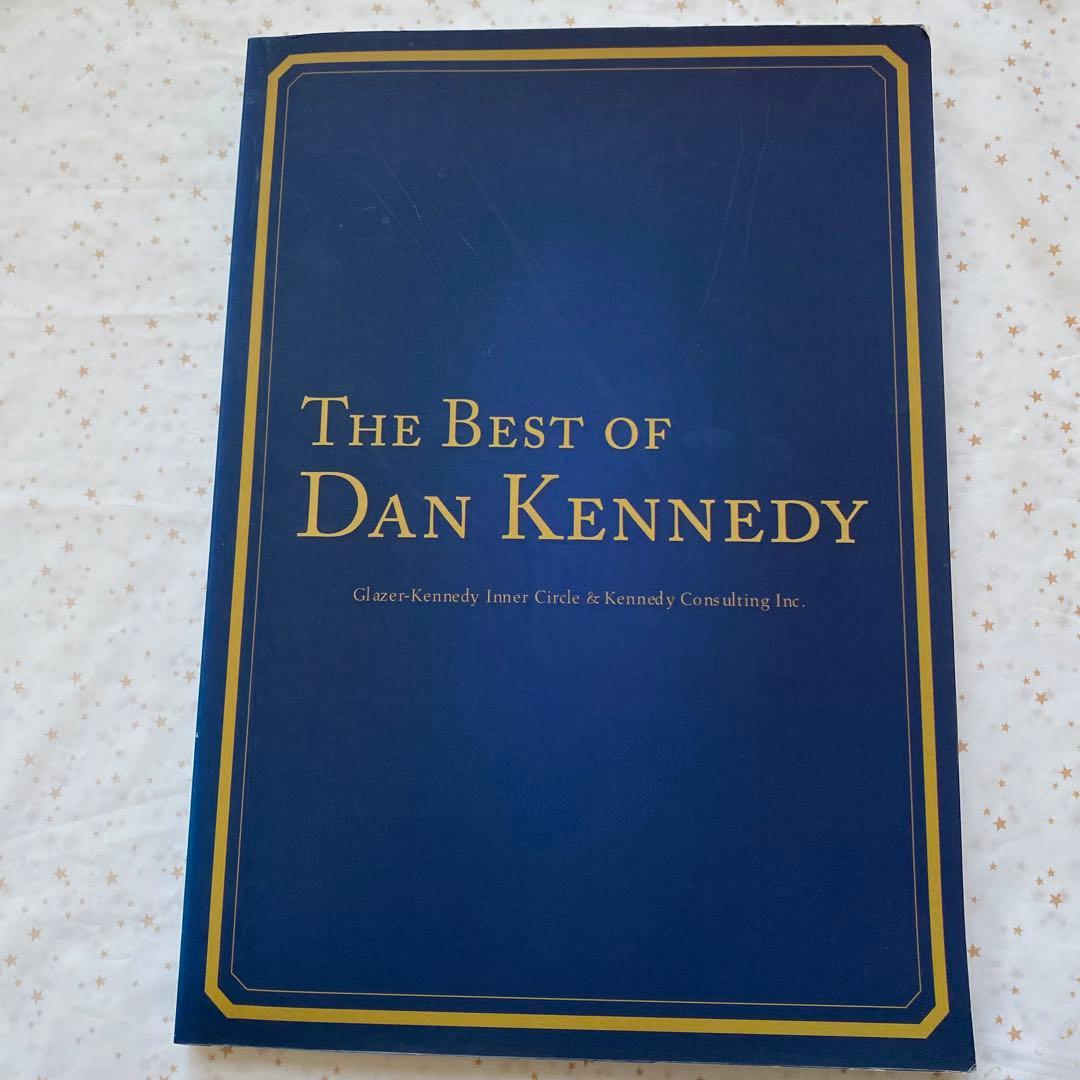 The Best of
Dan Kennedy
Glazer-Kennedy Inner Circle & Kennedy Consulting Inc.